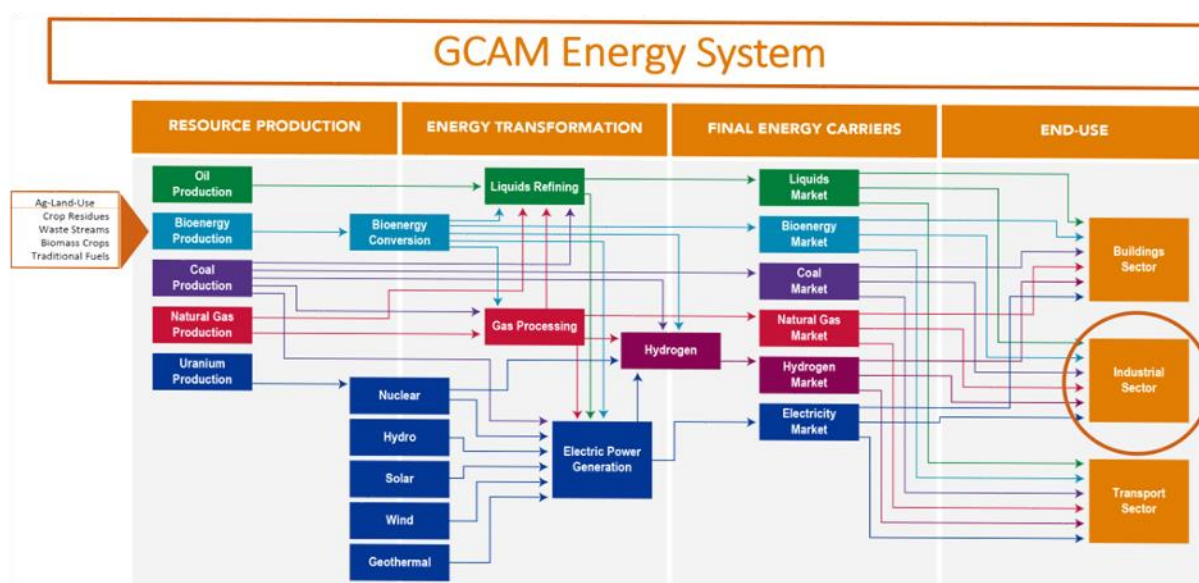 GCAM Energy System
RESOURCE PRODUCTION
ENERGY TRANSFORMATION
FINAL ENERGY CARRIERS
END-USE
Ag-Land-Use
Crop Residues
Waste Streams
Biomass Crops
Traditional Fuels
Oil
Production
Bioenergy
Production
Coal
Production
Natural Gas
Production
Uranium
Production
Liquids Refining
Bioenergy
Conversion
Gas Processing
Hydrogen
Nuclear
Hydro
Solar
Wind
Geothermal
Electric Power
Generation
Liquids
Market
Bioenergy
Market
Coal
Market
Natural Gas
Market
Hydrogen
Market
Electricity
Market
Buildings
Sector
Industrial
Sector
Transport
Sector